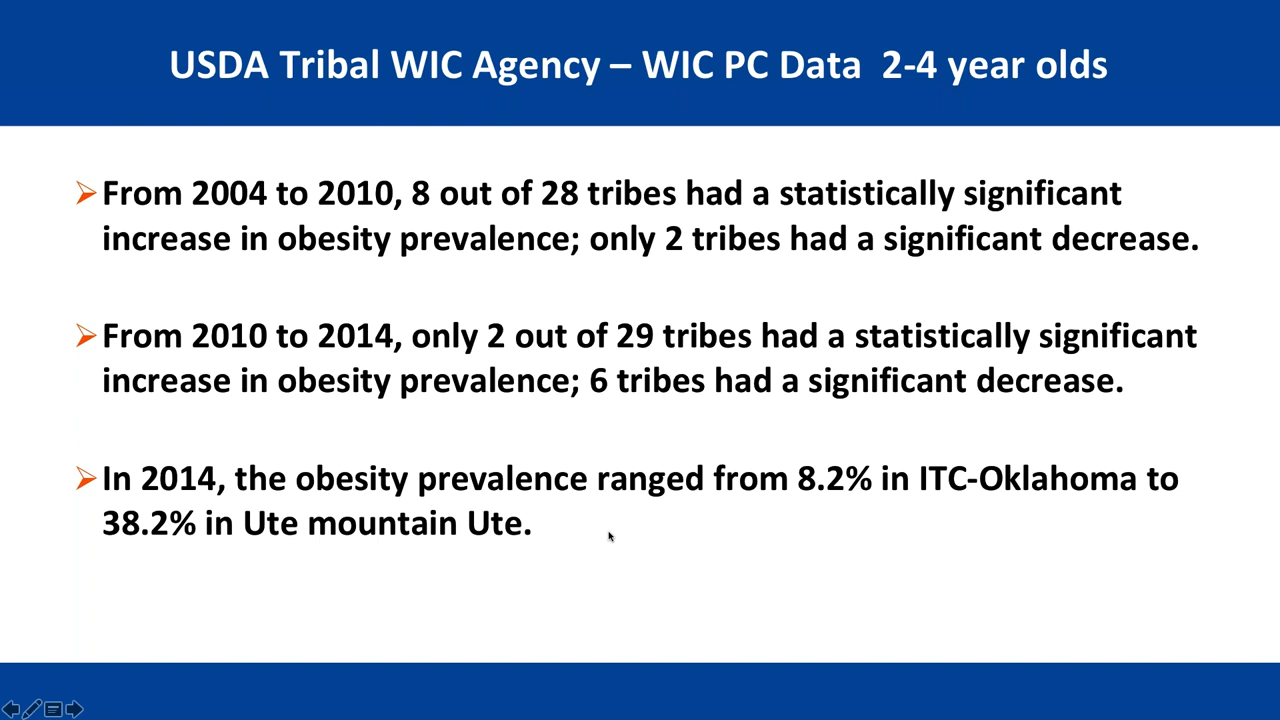 USDA Tribal WIC Agency – WIC PC Data  2-4 year olds
From 2004 to 2010, 8 out of 28 tribes had a statistically significant
increase in obesity prevalence; only 2 tribes had a significant decrease.
From 2010 to 2014, only 2 out of 29 tribes had a statistically significant
increase in obesity prevalence; 6 tribes had a significant decrease.
In 2014, the obesity prevalence ranged from 8.2% in ITC-Oklahoma to
38.2% in Ute mountain Ute.